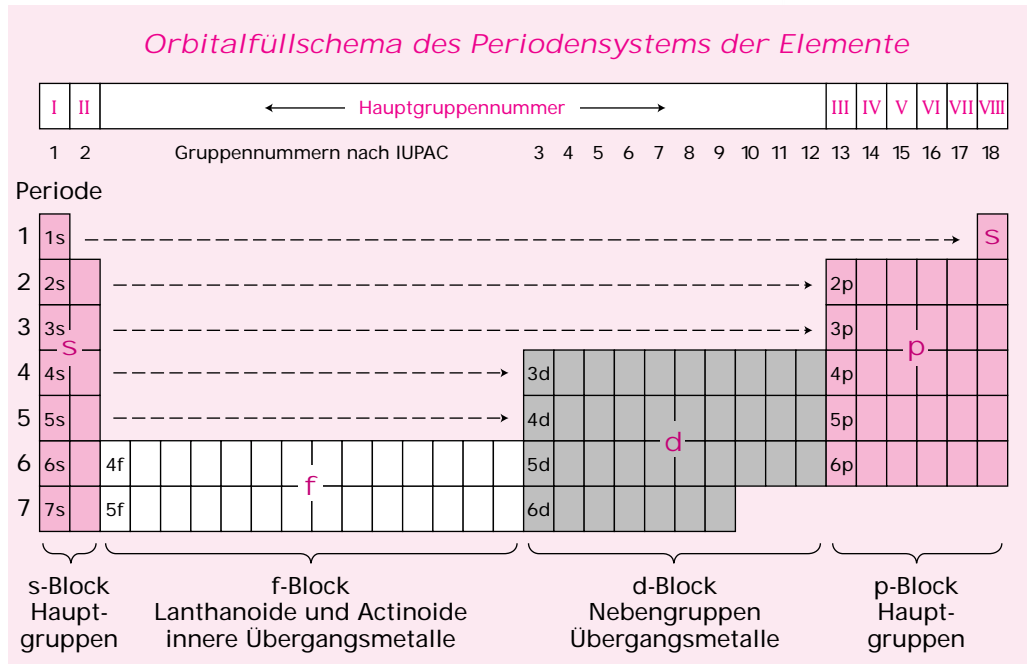 Orbitalfüllschema des Periodensystems der Elemente
I II Hauptgruppennummer III IV V VI VII VIII
1 2 Gruppennummern nach IUPAC 3 4 5 6 7 8 9 10 11 12 13 14 15 16 17 18
Periode
1 1s s
2 2s 2p
3 3s 3p
s p
4 4s 3d 4p
5 5s 4d 5p
d
6 6s 4f 5d 6p
f
7 7s 5f 6d
s-Block f-Block d-Block p-Block
Haupt- Lanthanoide und Actinoide Nebengruppen Haupt-
gruppen innere Übergangsmetalle Übergangsmetalle gruppen